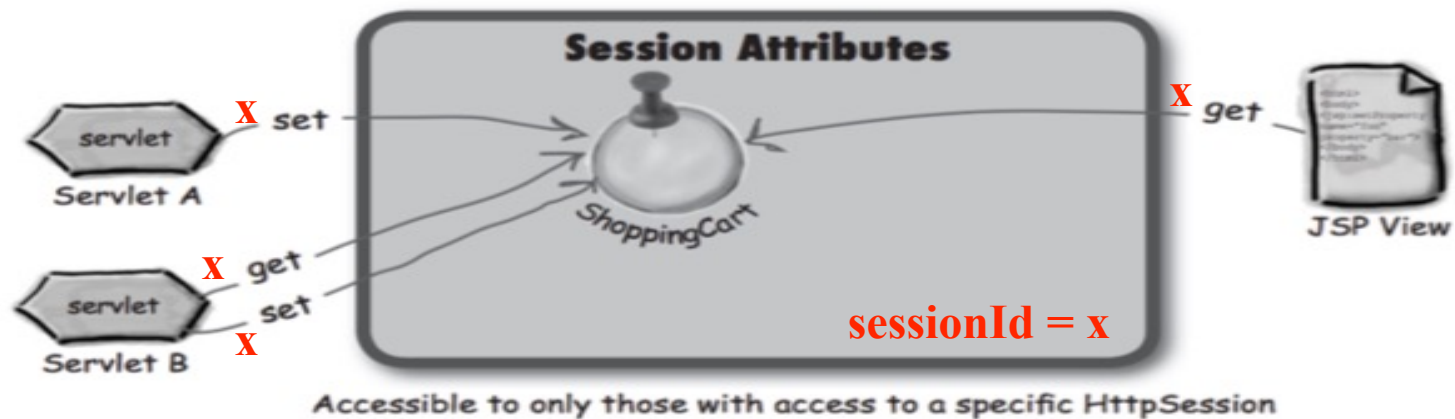 Session Attributes
x set
servlet
Servlet A
x get
ShoppingCart
JSP View
x get
servlet
set
x
Servlet B
sessionId = x
Accessible to only those with access to a specific HttpSession